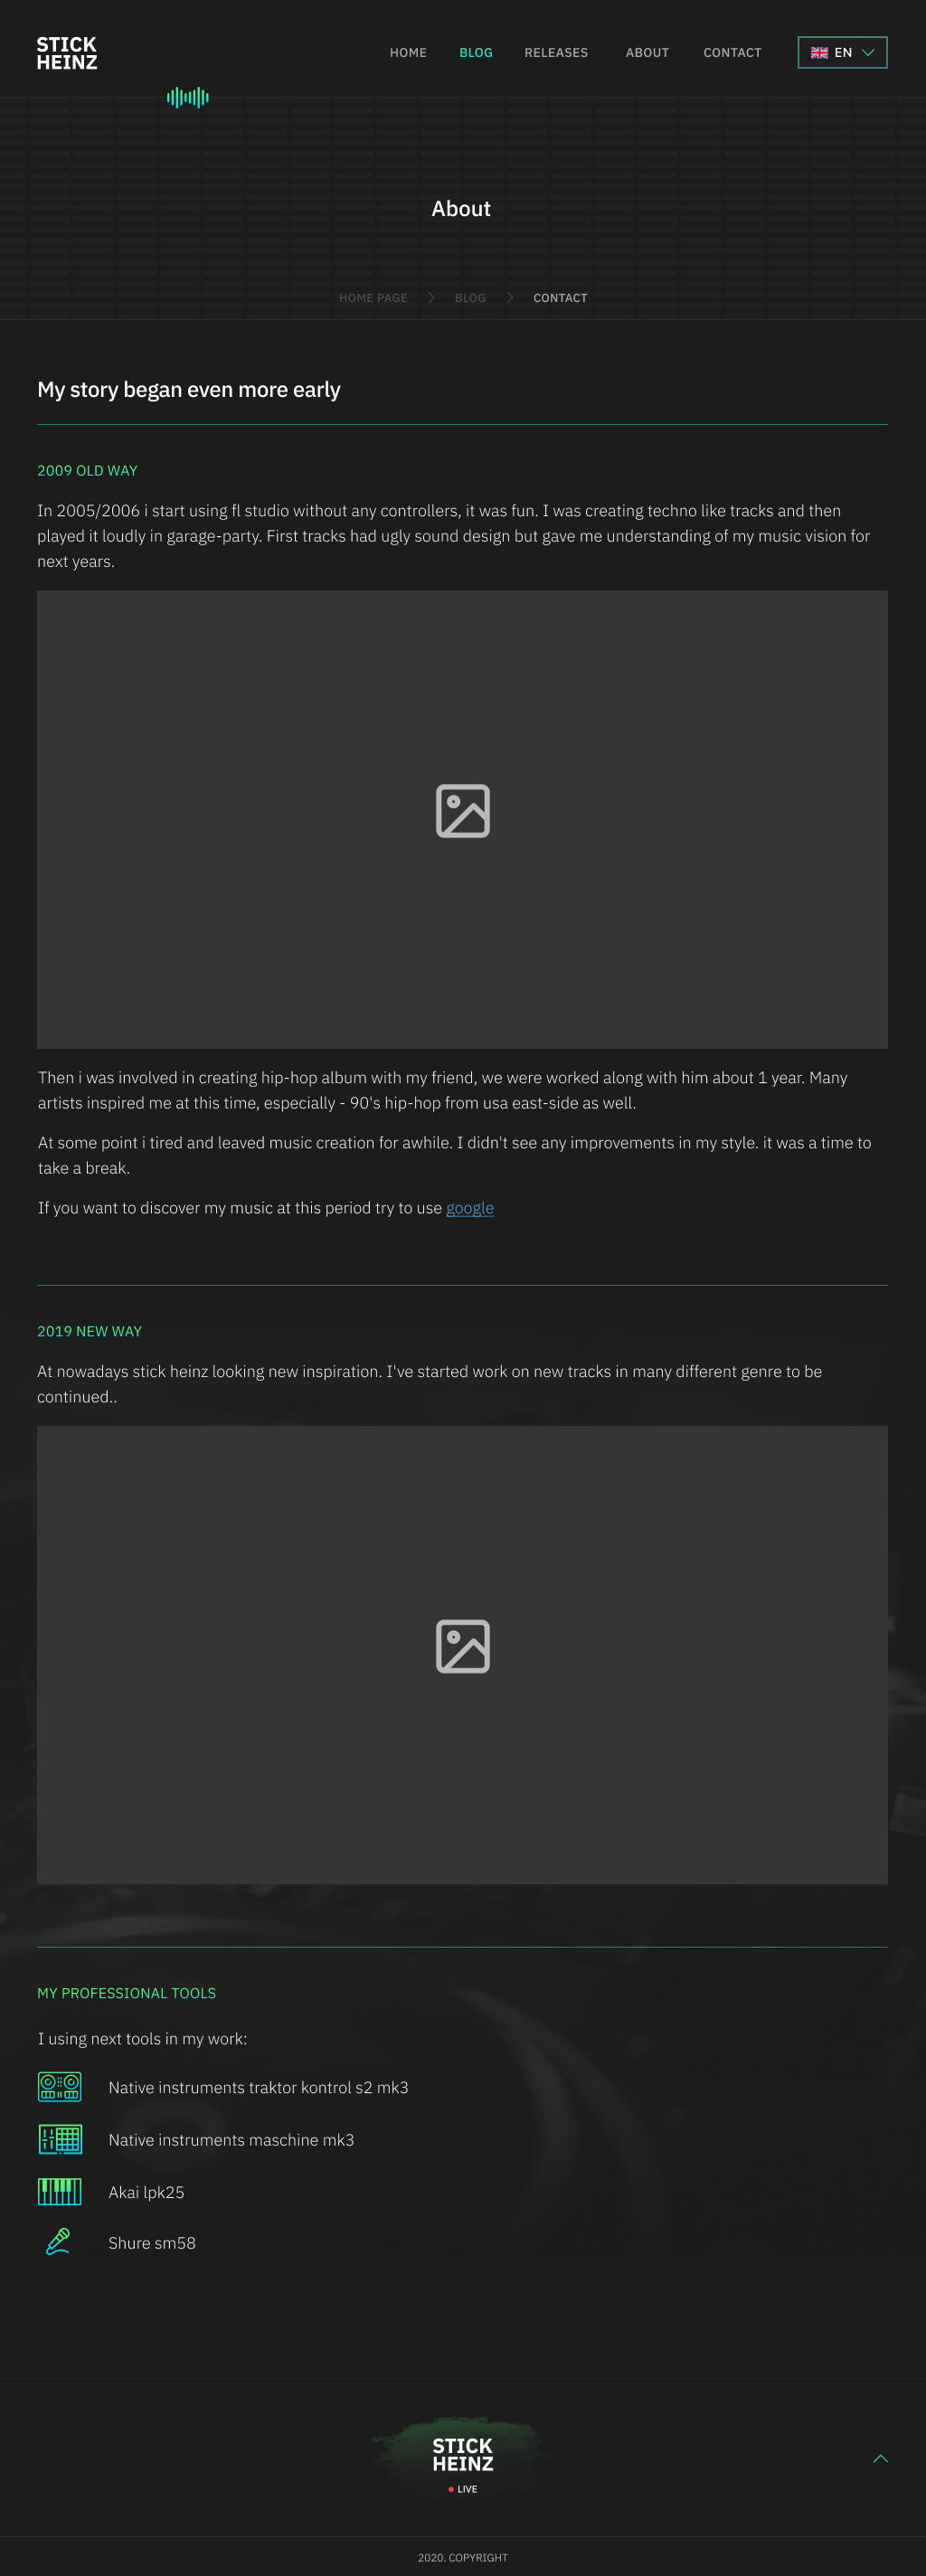 STICK
HEINZ
HOME BLOG RELEASES ABOUT CONTACT EN
About
HOME PAGE BLOG CONTACT
My story began even more early
2009 OLD WAY
In 2005/2006 i start using fl studio without any controllers, it was fun. I was creating techno like tracks and then
played it loudly in garage-party. First tracks had ugly sound design but gave me understanding of my music vision for
next years.
Then i was involved in creating hip-hop album with my friend, we were worked along with him about 1 year. Many
artists inspired me at this time, especially - 90's hip-hop from usa east-side as well.
At some point i tired and leaved music creation for awhile. I didn't see any improvements in my style. it was a time to
take a break.
If you want to discover my music at this period try to use google
2019 NEW WAY
At nowadays stick heinz looking new inspiration. I've started work on new tracks in many different genre to be
continued..
MY PROFESSIONAL TOOLS
I using next tools in my work:
Native instruments traktor kontrol s2 mk3
Native instruments maschine mk3
Akai lpk25
Shure sm58
STICK
HEINZ
LIVE
2020. COPYRIGHT